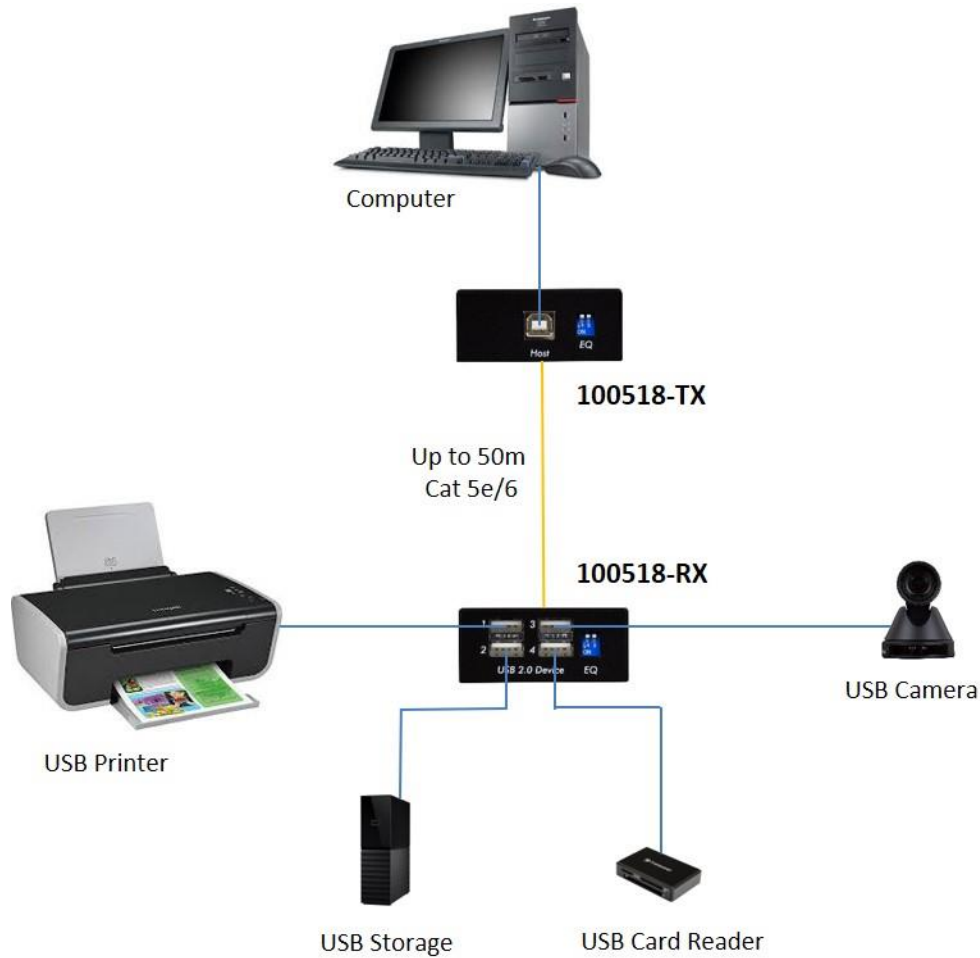 Computer
Host
EQ
100518-TX
Up to 50m
Cat 5e/6
100518-RX
1
3
2
4
USB 2.0 Device
EQ
USB Camera
USB Printer
USB Storage
USB Card Reader